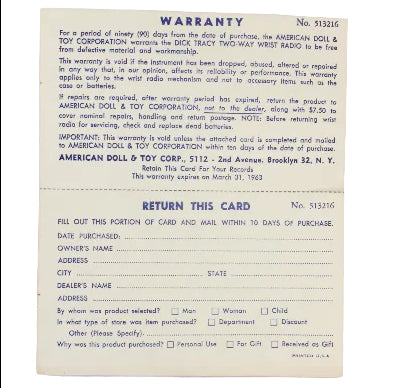 WARRANTY No. 513216
For a period of ninety (90) days from the date of purchase, the AMERICAN DOLL &
TOY CORPORATION warrants the DICK TRACY TWO-WAY WRIST RADIO to be free
from defective material and workmanship.
This warranty is void if the instrument has been dropped, abused, altered or repaired
in any way that, in our opinion, affects its reliability or performance. This warranty
applies only to the wrist radio mechanism and not to accessory items such as the
case or batteries.
If repairs are required, after warranty period has expired, return the product to
AMERICAN DOLL & TOY CORPORATION, not to the dealer, along with $7.50 to
cover nominal repairs, handling and return postage. NOTE: Before returning wrist
radio for servicing, check and replace dead batteries.
IMPORTANT: This warranty is void unless the attached card is completed and mailed
to AMERICAN DOLL & TOY CORPORATION within ten days of the date of purchase.
AMERICAN DOLL & TOY CORP., 5112 - 2nd Avenue, Brooklyn 32, N. Y.
Retain This Card For Your Records
This warranty expires on March 31, 1963
RETURN THIS CARD No. 513216
FILL OUT THIS PORTION OF CARD AND MAIL WITHIN 10 DAYS OF PURCHASE.
DATE PURCHASED:
OWNER'S NAME
ADDRESS
CITY STATE
DEALER'S NAME
ADDRESS
By whom was product selected? Man Woman Child
In what type of store was item purchased? Department Discount
Other (Please Specify)
Why was this product purchased? Personal Use For Gift Received as Gift
PRINTED U.S.A.